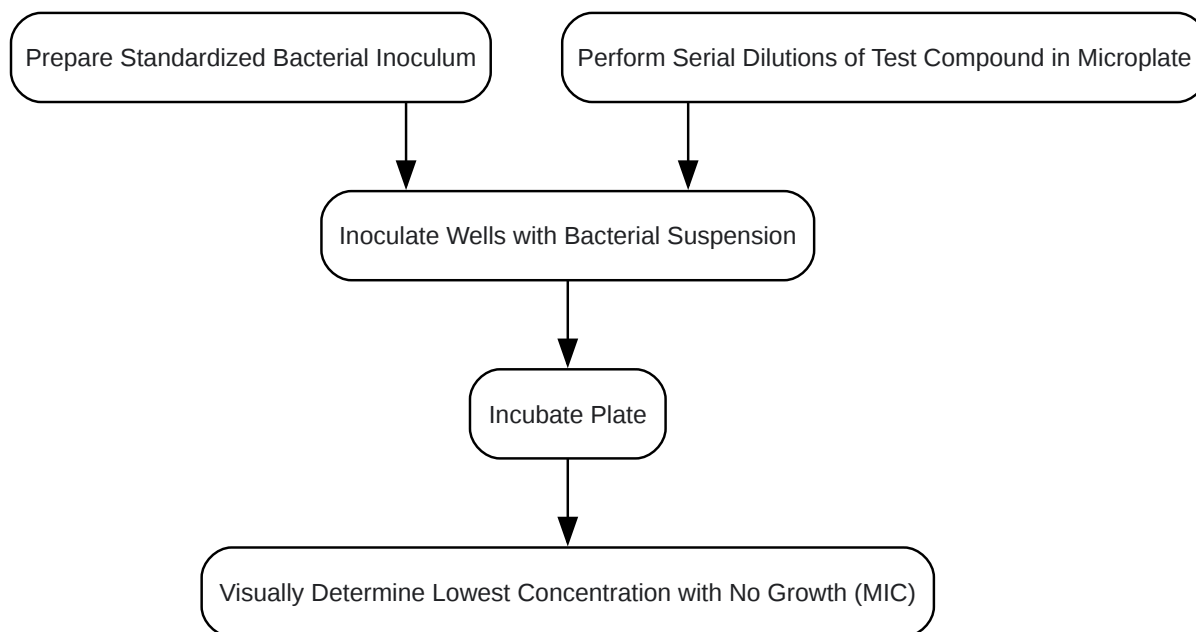 Prepare Standardized Bacterial Inoculum
Perform Serial Dilutions of Test Compound in Microplate
Inoculate Wells with Bacterial Suspension
Incubate Plate
Visually Determine Lowest Concentration with No Growth (MIC)